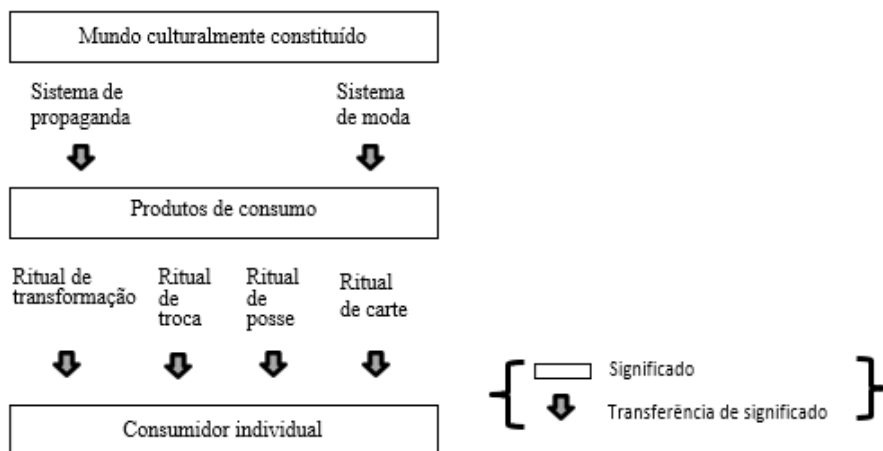 Mundo culturalmente constituído
Sistema de
propaganda
Sistema
de moda
Produtos de consumo
Ritual de
transformação
Ritual
de
troca
Ritual
de
posse
Ritual
de carte
Consumidor individual
Significado
Transferência de significado